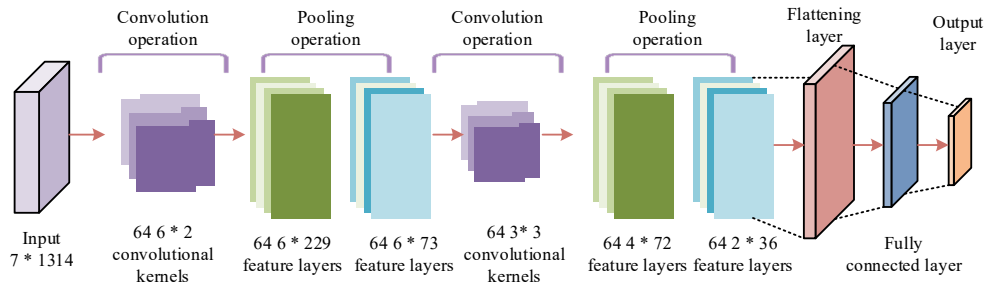 Convolution
operation
Pooling
operation
Convolution
operation
Pooling
operation
Flattening
layer
Output
layer
Input
7 * 1314
64 6 * 2
convolutional
kernels
64 6 * 229
feature layers
64 6 * 73
feature layers
64 3* 3
convolutional
kernels
64 4 * 72
feature layers
64 2 * 36
feature layers
Fully
connected layer